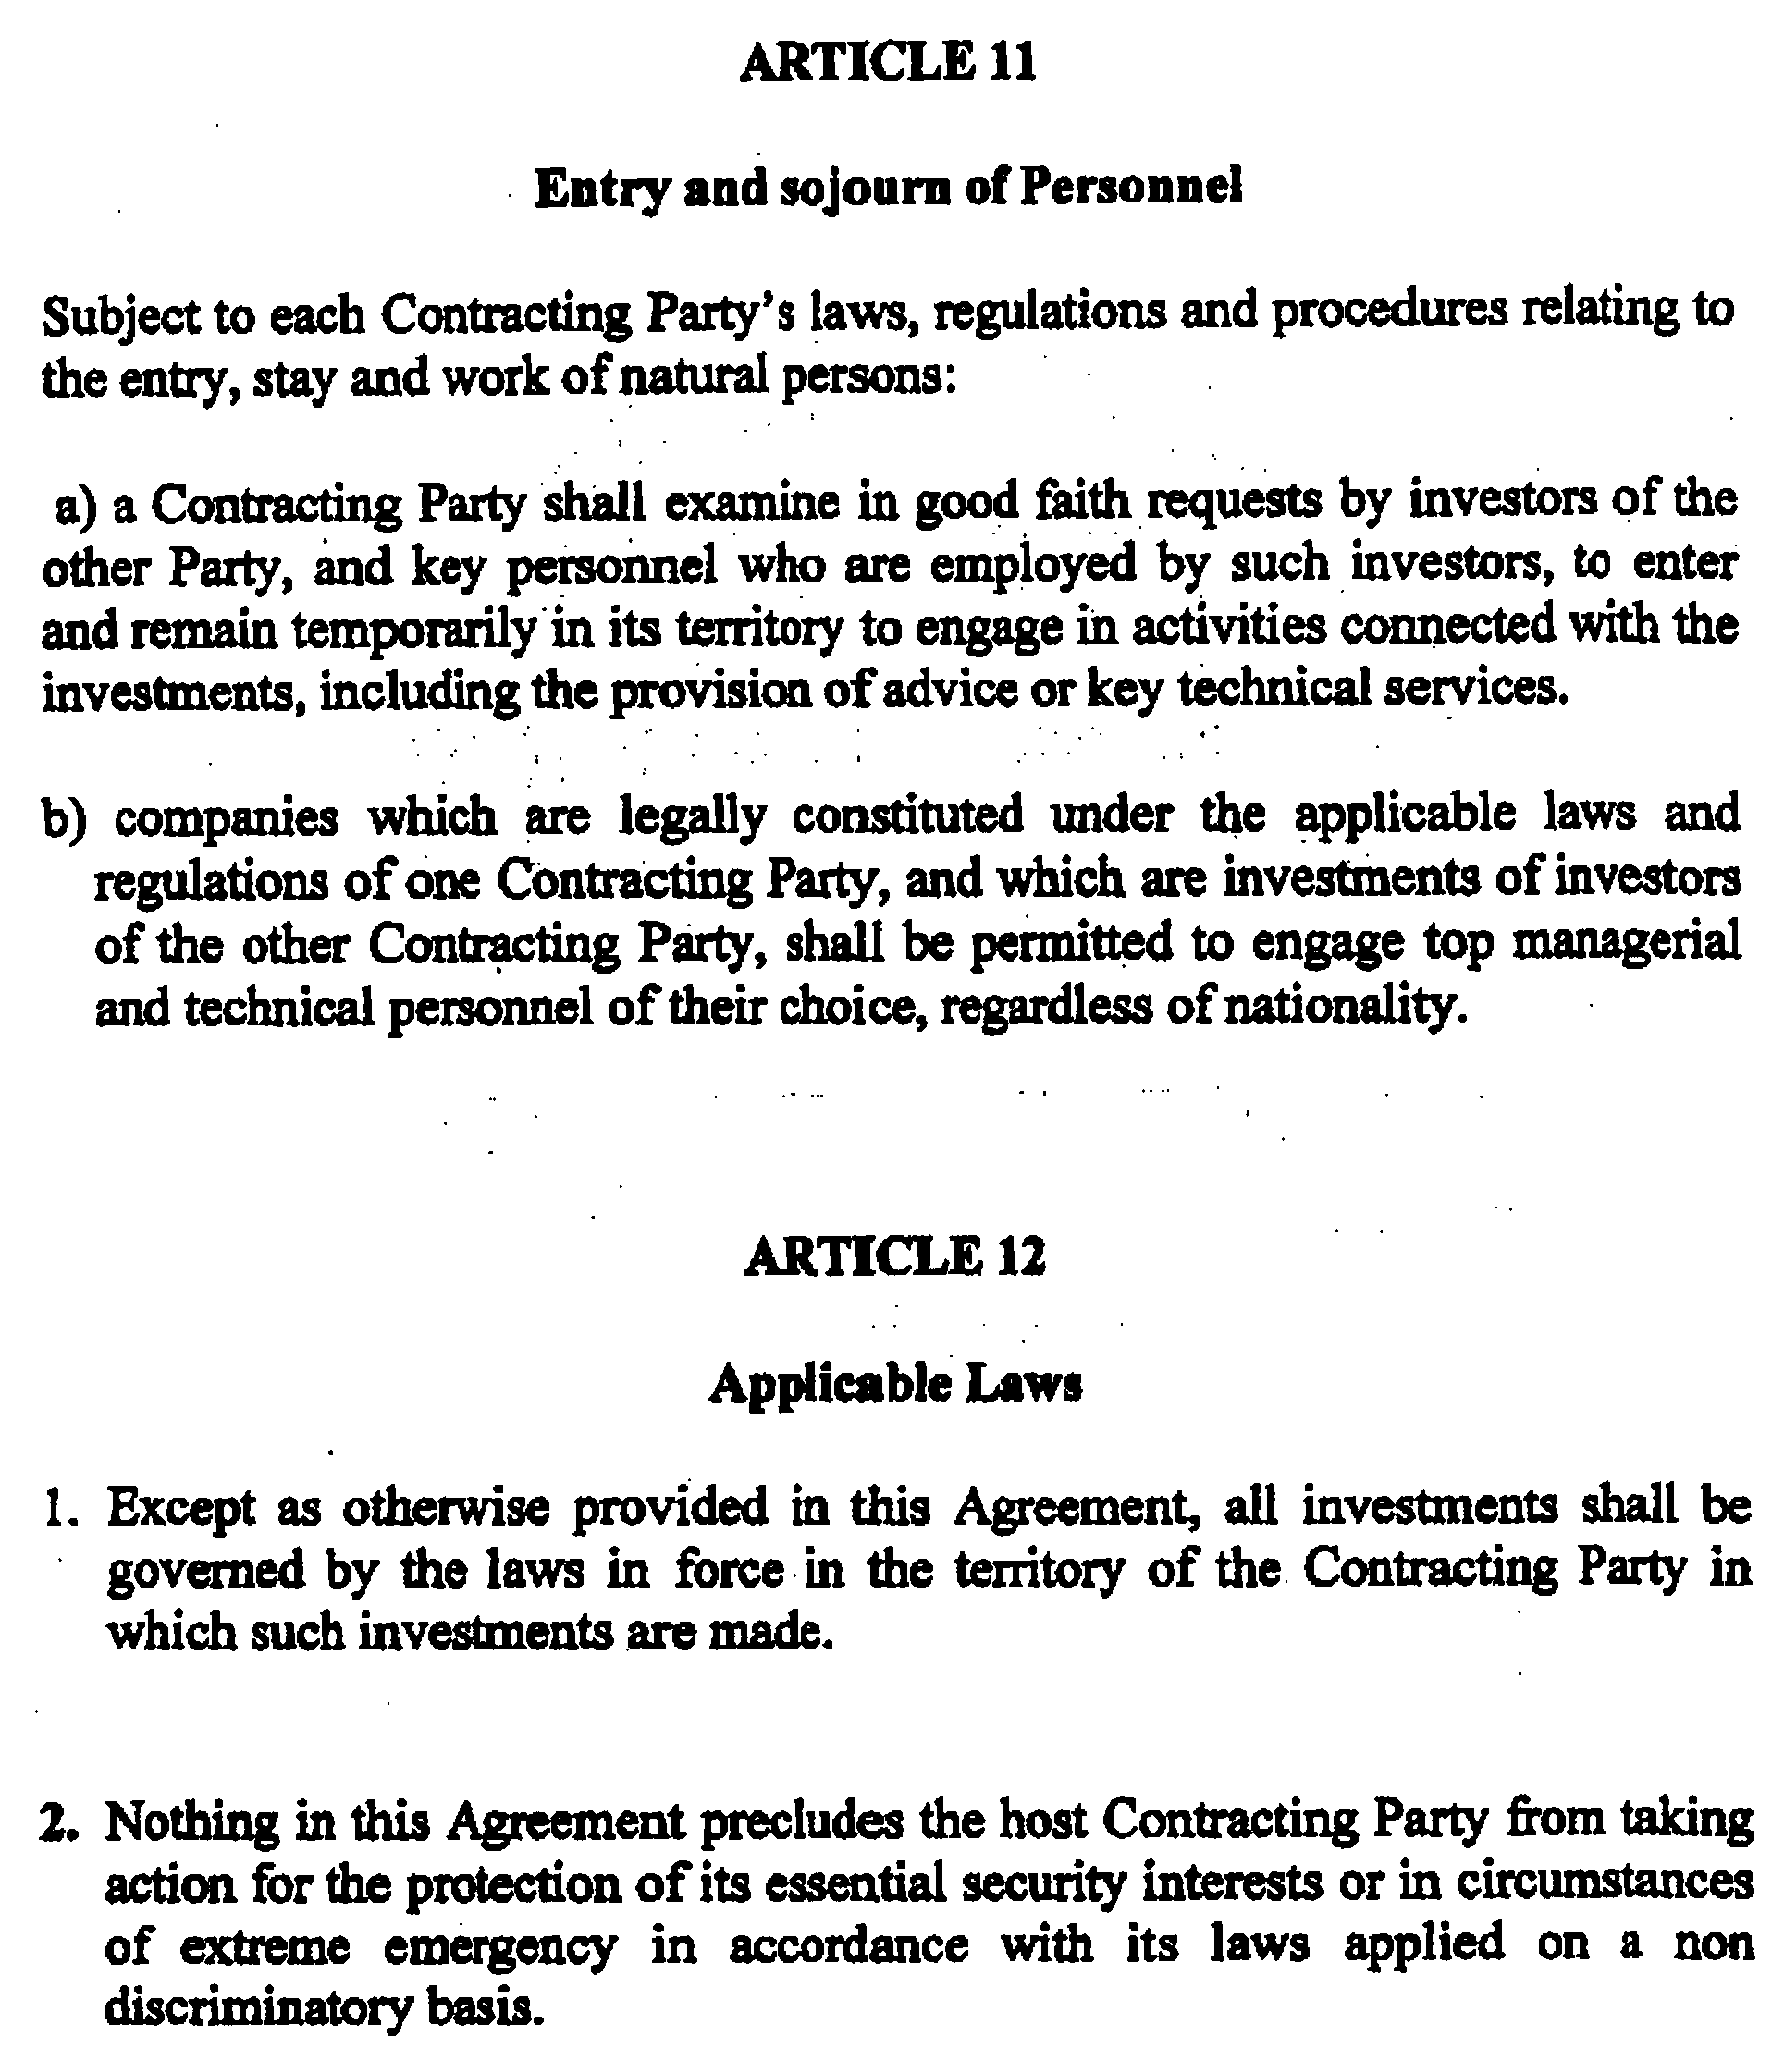 ARTICLE 11
Entry and sojourn of Personnel
Subject to each Contracting Party's laws, regulations and procedures relating to
the entry, stay and work of natural persons:
a) a Contracting Party shall examine in good faith requests by investors of the
other Party, and key personnel who are employed by such investors, to enter
and remain temporarily in its territory to engage in activities connected with the
investments, including the provision of advice or key technical services.
b) companies which are legally constituted under the applicable laws and
regulations of one Contracting Party, and which are investments of investors
of the other Contracting Party, shall be permitted to engage top managerial
and technical personnel of their choice, regardless of nationality.
ARTICLE 12
Applicable Laws
1. Except as otherwise provided in this Agreement, all investments shall be
governed by the laws in force in the territory of the Contracting Party in
which such investments are made.
2. Nothing in this Agreement precludes the host Contracting Party from taking
action for the protection of its essential security interests or in circumstances
of extreme emergency in accordance with its laws applied on a non
discriminatory basis.